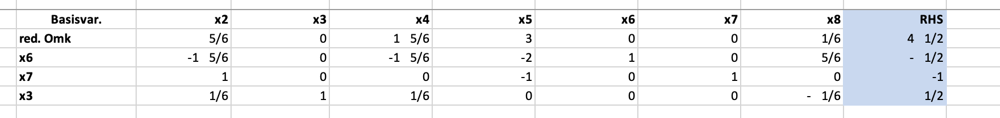 Basisvar. x2 x3 x4 x5 x6 x7 x8 RHS
red. Omk 5/6 0 1 5/6 3 0 0 1/6 4 1/2
x6 -1 5/6 0 -1 5/6 -2 1 0 5/6 - 1/2
x7 1 0 0 -1 0 1 0 -1
x3 1/6 1 1/6 0 0 0 - 1/6 1/2